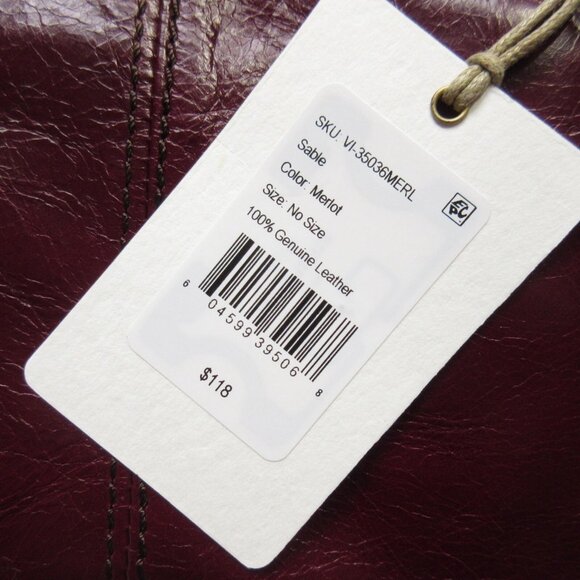 SKU: VI-35036MERL
Sable
Color: Merlot
Size: No Size
100% Genuine Leather
6 04599 39506 8
$118